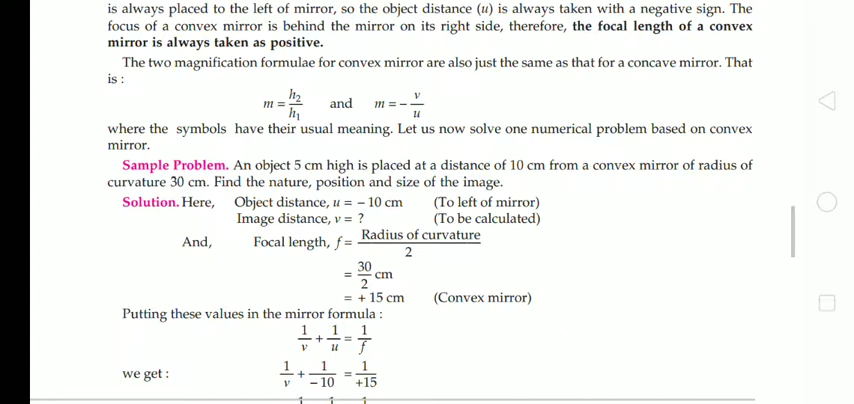 is always placed to the left of mirror, so the object distance (u) is always taken with a negative sign. The
focus of a convex mirror is behind the mirror on its right side, therefore, the focal length of a convex
mirror is always taken as positive.
The two magnification formulae for convex mirror are also just the same as that for a concave mirror. That
is :
m = h₂/h₁ and m = – v/u
where the symbols have their usual meaning. Let us now solve one numerical problem based on convex
mirror.
Sample Problem. An object 5 cm high is placed at a distance of 10 cm from a convex mirror of radius of
curvature 30 cm. Find the nature, position and size of the image.
Solution. Here, Object distance, u = – 10 cm (To left of mirror)
Image distance, v = ? (To be calculated)
And, Focal length, f = Radius of curvature/2
= 30/2 cm
= + 15 cm (Convex mirror)
Putting these values in the mirror formula :
1/v + 1/u = 1/f
we get : 1/v + 1/– 10 = 1/+15